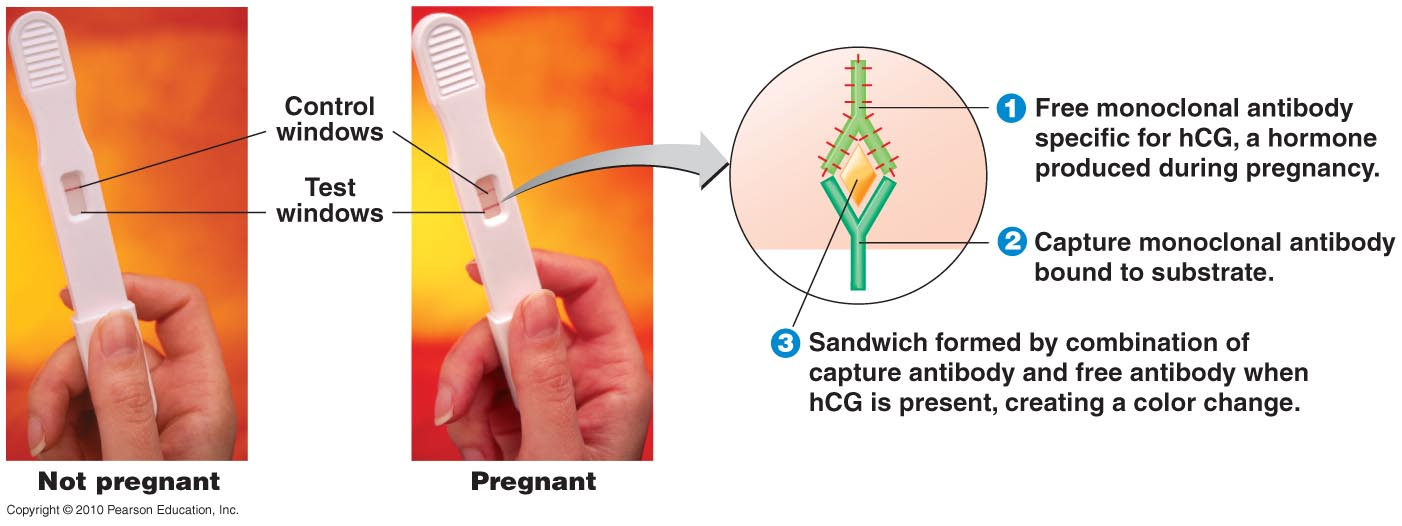 Control
windows
Test
windows
1 Free monoclonal antibody
specific for hCG, a hormone
produced during pregnancy.
2 Capture monoclonal antibody
bound to substrate.
3 Sandwich formed by combination of
capture antibody and free antibody when
hCG is present, creating a color change.
Not pregnant
Pregnant
Copyright © 2010 Pearson Education, Inc.